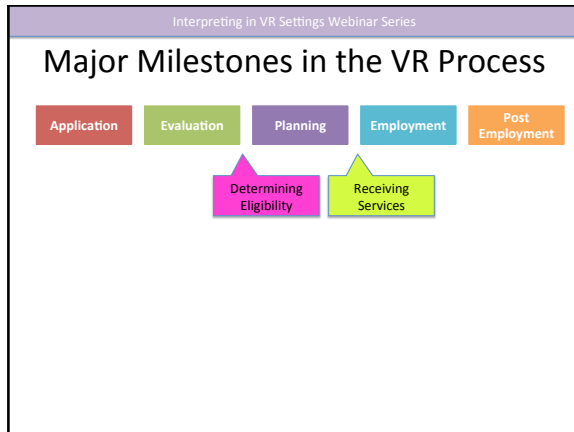 Interpreting in VR Settings Webinar Series
Major Milestones in the VR Process
Application
Evaluation
Planning
Employment
Post
Employment
Determining
Eligibility
Receiving
Services